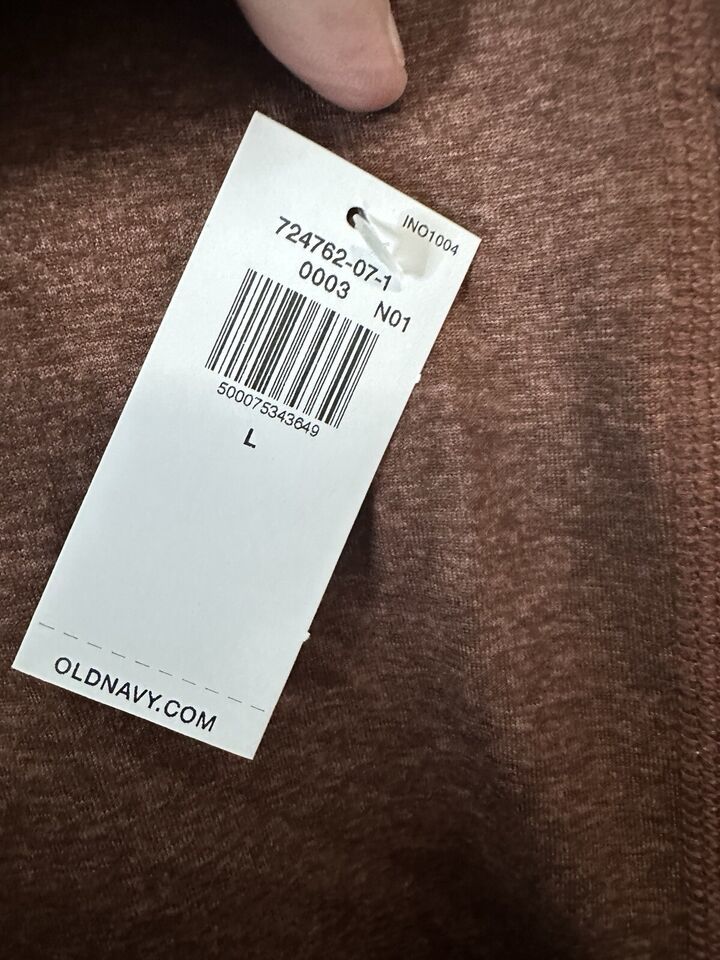 INO1004
724762-07-1
0003 N01
500075343649
L
OLDNAVY.COM